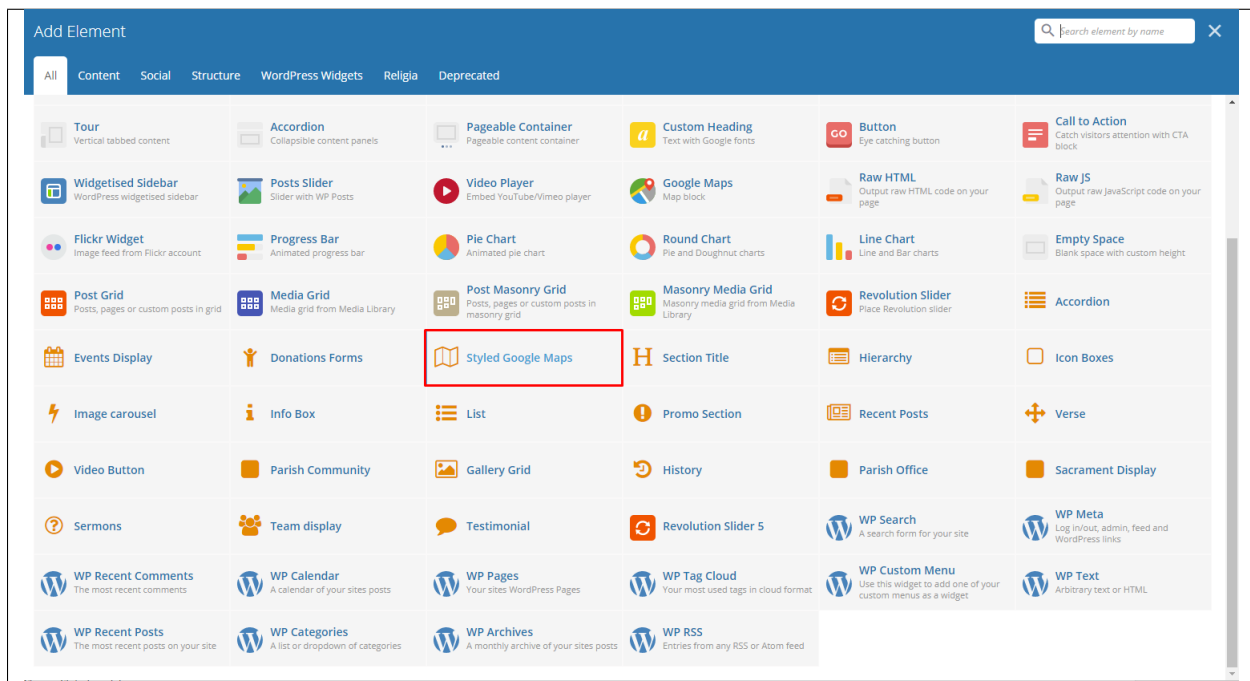 Add Element
Search element by name
All Content Social Structure WordPress Widgets Religia Deprecated
Tour
Vertical tabbed content
Accordion
Collapsible content panels
Pageable Container
Pageable content container
a
Custom Heading
Text with Google fonts
GO
Button
Eye catching button
Call to Action
Catch visitors attention with CTA
block
Widgetised Sidebar
WordPress widgetised sidebar
Posts Slider
Slider with WP Posts
Video Player
Embed YouTube/Vimeo player
Google Maps
Map block
Raw HTML
Output raw HTML code on your
page
Raw JS
Output raw JavaScript code on your
page
Flickr Widget
Image feed from Flickr account
Progress Bar
Animated progress bar
Pie Chart
Animated pie chart
Round Chart
Pie and Doughnut charts
Line Chart
Line and Bar charts
Empty Space
Blank space with custom height
Post Grid
Posts, pages or custom posts in grid
Media Grid
Media grid from Media Library
Post Masonry Grid
Posts, pages or custom posts in
masonry grid
Masonry Media Grid
Masonry media grid from Media
Library
Revolution Slider
Place Revolution slider
Accordion
Events Display
Donations Forms
Styled Google Maps
H
Section Title
Hierarchy
Icon Boxes
Image carousel
Info Box
List
Promo Section
Recent Posts
Verse
Video Button
Parish Community
Gallery Grid
History
Parish Office
Sacrament Display
Sermons
Team display
Testimonial
Revolution Slider 5
WP Search
A search form for your site
WP Meta
Log in/out, admin, feed and
WordPress links
WP Recent Comments
The most recent comments
WP Calendar
A calendar of your sites posts
WP Pages
Your sites WordPress Pages
WP Tag Cloud
Your most used tags in cloud format
WP Custom Menu
Use this widget to add one of your
custom menus as a widget
WP Text
Arbitrary text or HTML
WP Recent Posts
The most recent posts on your site
WP Categories
A list or dropdown of categories
WP Archives
A monthly archive of your sites posts
WP RSS
Entries from any RSS or Atom feed